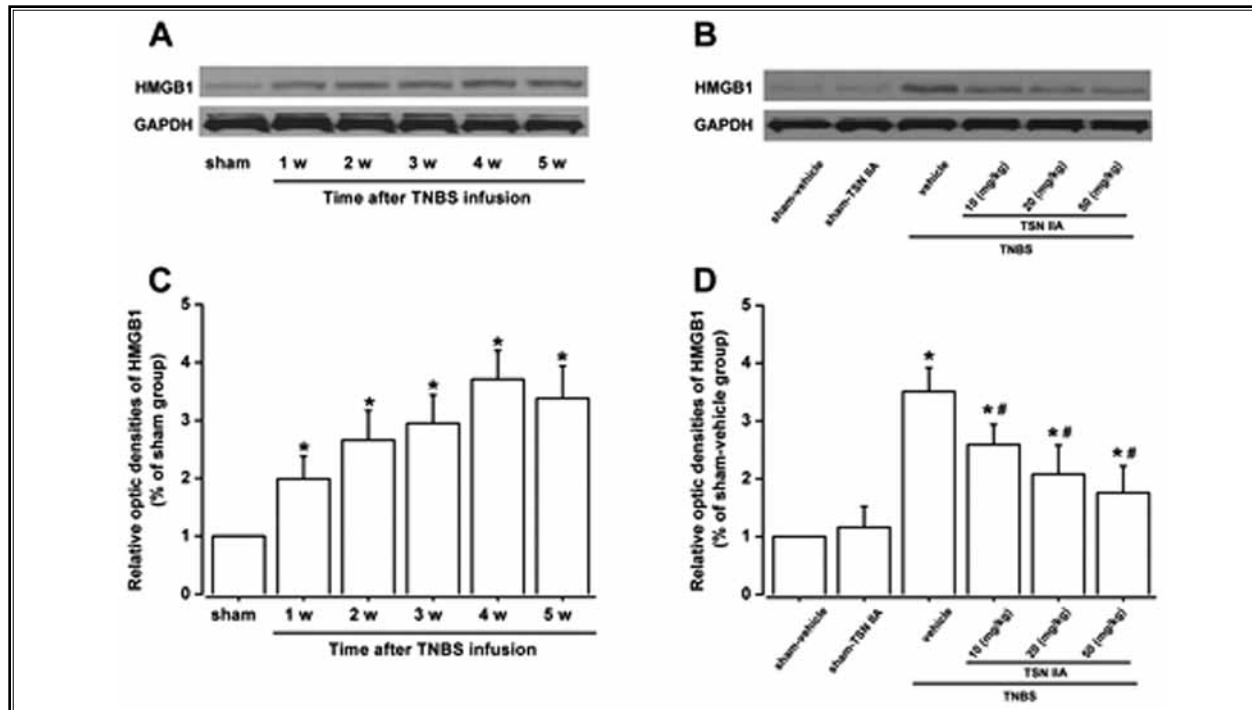 A
HMGB1
GAPDH
sham 1 w 2 w 3 w 4 w 5 w
Time after TNBS infusion
B
HMGB1
GAPDH
sham-vehicle sham-TSN IIA vehicle 10 (mg/kg) 20 (mg/kg) 50 (mg/kg)
TSN IIA
TNBS
C
Relative optic densities of HMGB1
(% of sham group)
5
4
3
2
1
0
* * * * *
sham 1 w 2 w 3 w 4 w 5 w
Time after TNBS infusion
D
Relative optic densities of HMGB1
(% of sham-vehicle group)
5
4
3
2
1
0
* *# *# *#
sham-vehicle sham-TSN IIA vehicle 10 (mg/kg) 20 (mg/kg) 50 (mg/kg)
TSN IIA
TNBS